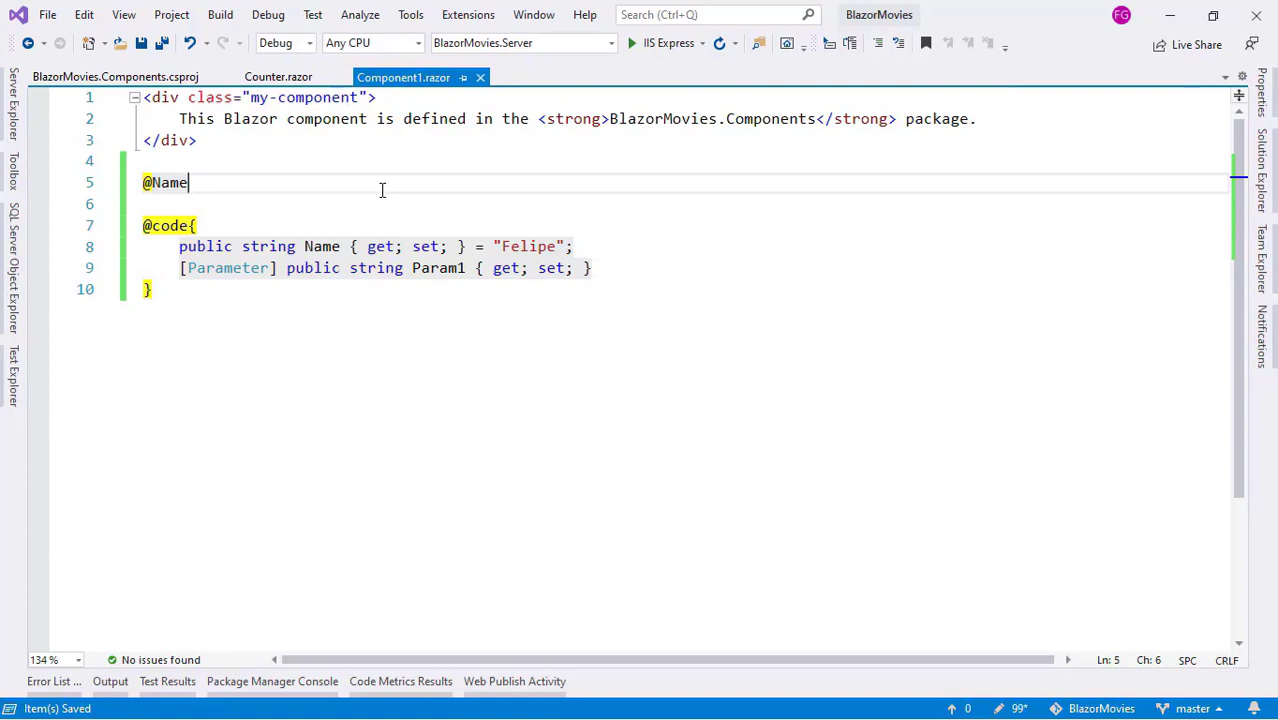 File Edit View Project Build Debug Test Analyze Tools Extensions Window Help Search (Ctrl+Q) BlazorMovies FG
Debug Any CPU BlazorMovies.Server IIS Express Live Share
BlazorMovies.Components.csproj Counter.razor Component1.razor
1 <div class="my-component">
2 This Blazor component is defined in the <strong>BlazorMovies.Components</strong> package.
3 </div>
4
5 @Name
6
7 @code{
8 public string Name { get; set; } = "Felipe";
9 [Parameter] public string Param1 { get; set; }
10 }
Server Explorer
Toolbox
SQL Server Object Explorer
Test Explorer
Properties
Solution Explorer
Team Explorer
Notifications
134 % No issues found Ln: 5 Ch: 6 SPC CRLF
Error List ... Output Test Results Package Manager Console Code Metrics Results Web Publish Activity
Item(s) Saved 0 99* BlazorMovies master